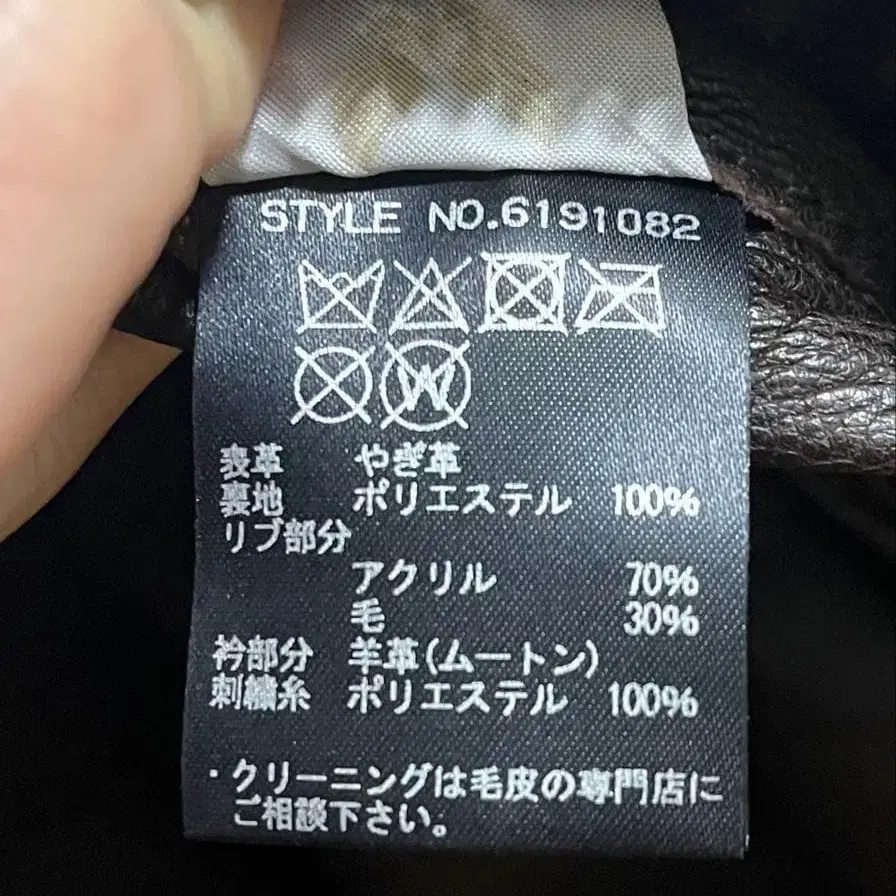 STYLE NO.6191082
W
表革 やぎ革
裏地 ポリエステル 100%
リブ部分
アクリル 70%
毛 30%
衿部分 羊革(ムートン)
刺繍糸 ポリエステル 100%
・クリーニングは毛皮の専門店に
ご相談下さい。